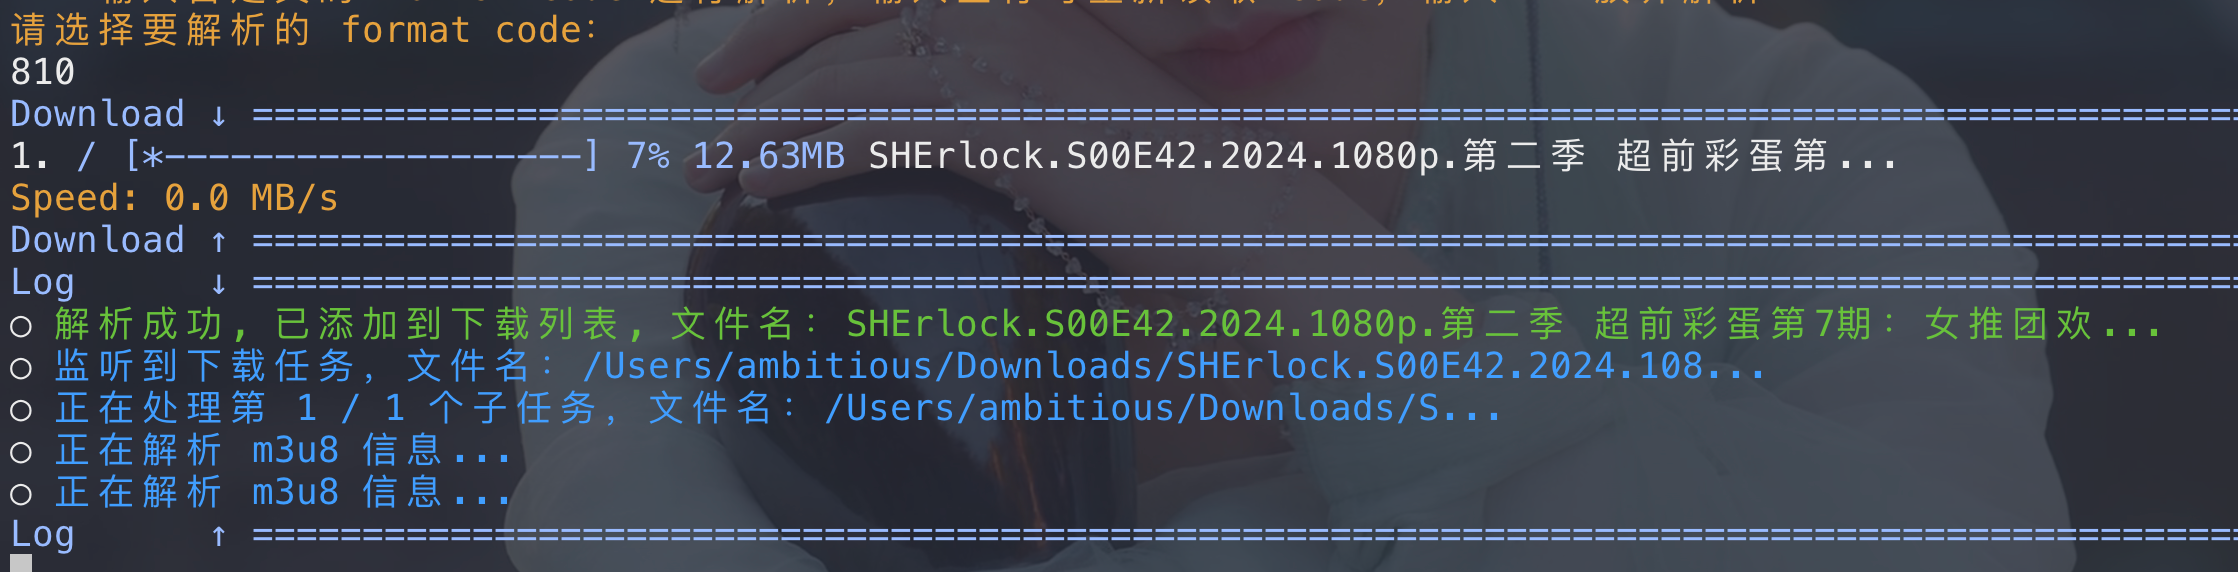 请选择要解析的 format code:
810
Download ↓ ==========================================================================================
1. / [*-------------------] 7% 12.63MB SHErlock.S00E42.2024.1080p.第二季 超前彩蛋第...
Speed: 0.0 MB/s
Download ↑ ==========================================================================================
Log      ↓ ==========================================================================================
○ 解析成功, 已添加到下载列表, 文件名: SHErlock.S00E42.2024.1080p.第二季 超前彩蛋第7期: 女推团欢...
○ 监听到下载任务, 文件名: /Users/ambitious/Downloads/SHErlock.S00E42.2024.108...
○ 正在处理第 1 / 1 个子任务, 文件名: /Users/ambitious/Downloads/S...
○ 正在解析 m3u8 信息...
○ 正在解析 m3u8 信息...
Log      ↑ ==========================================================================================